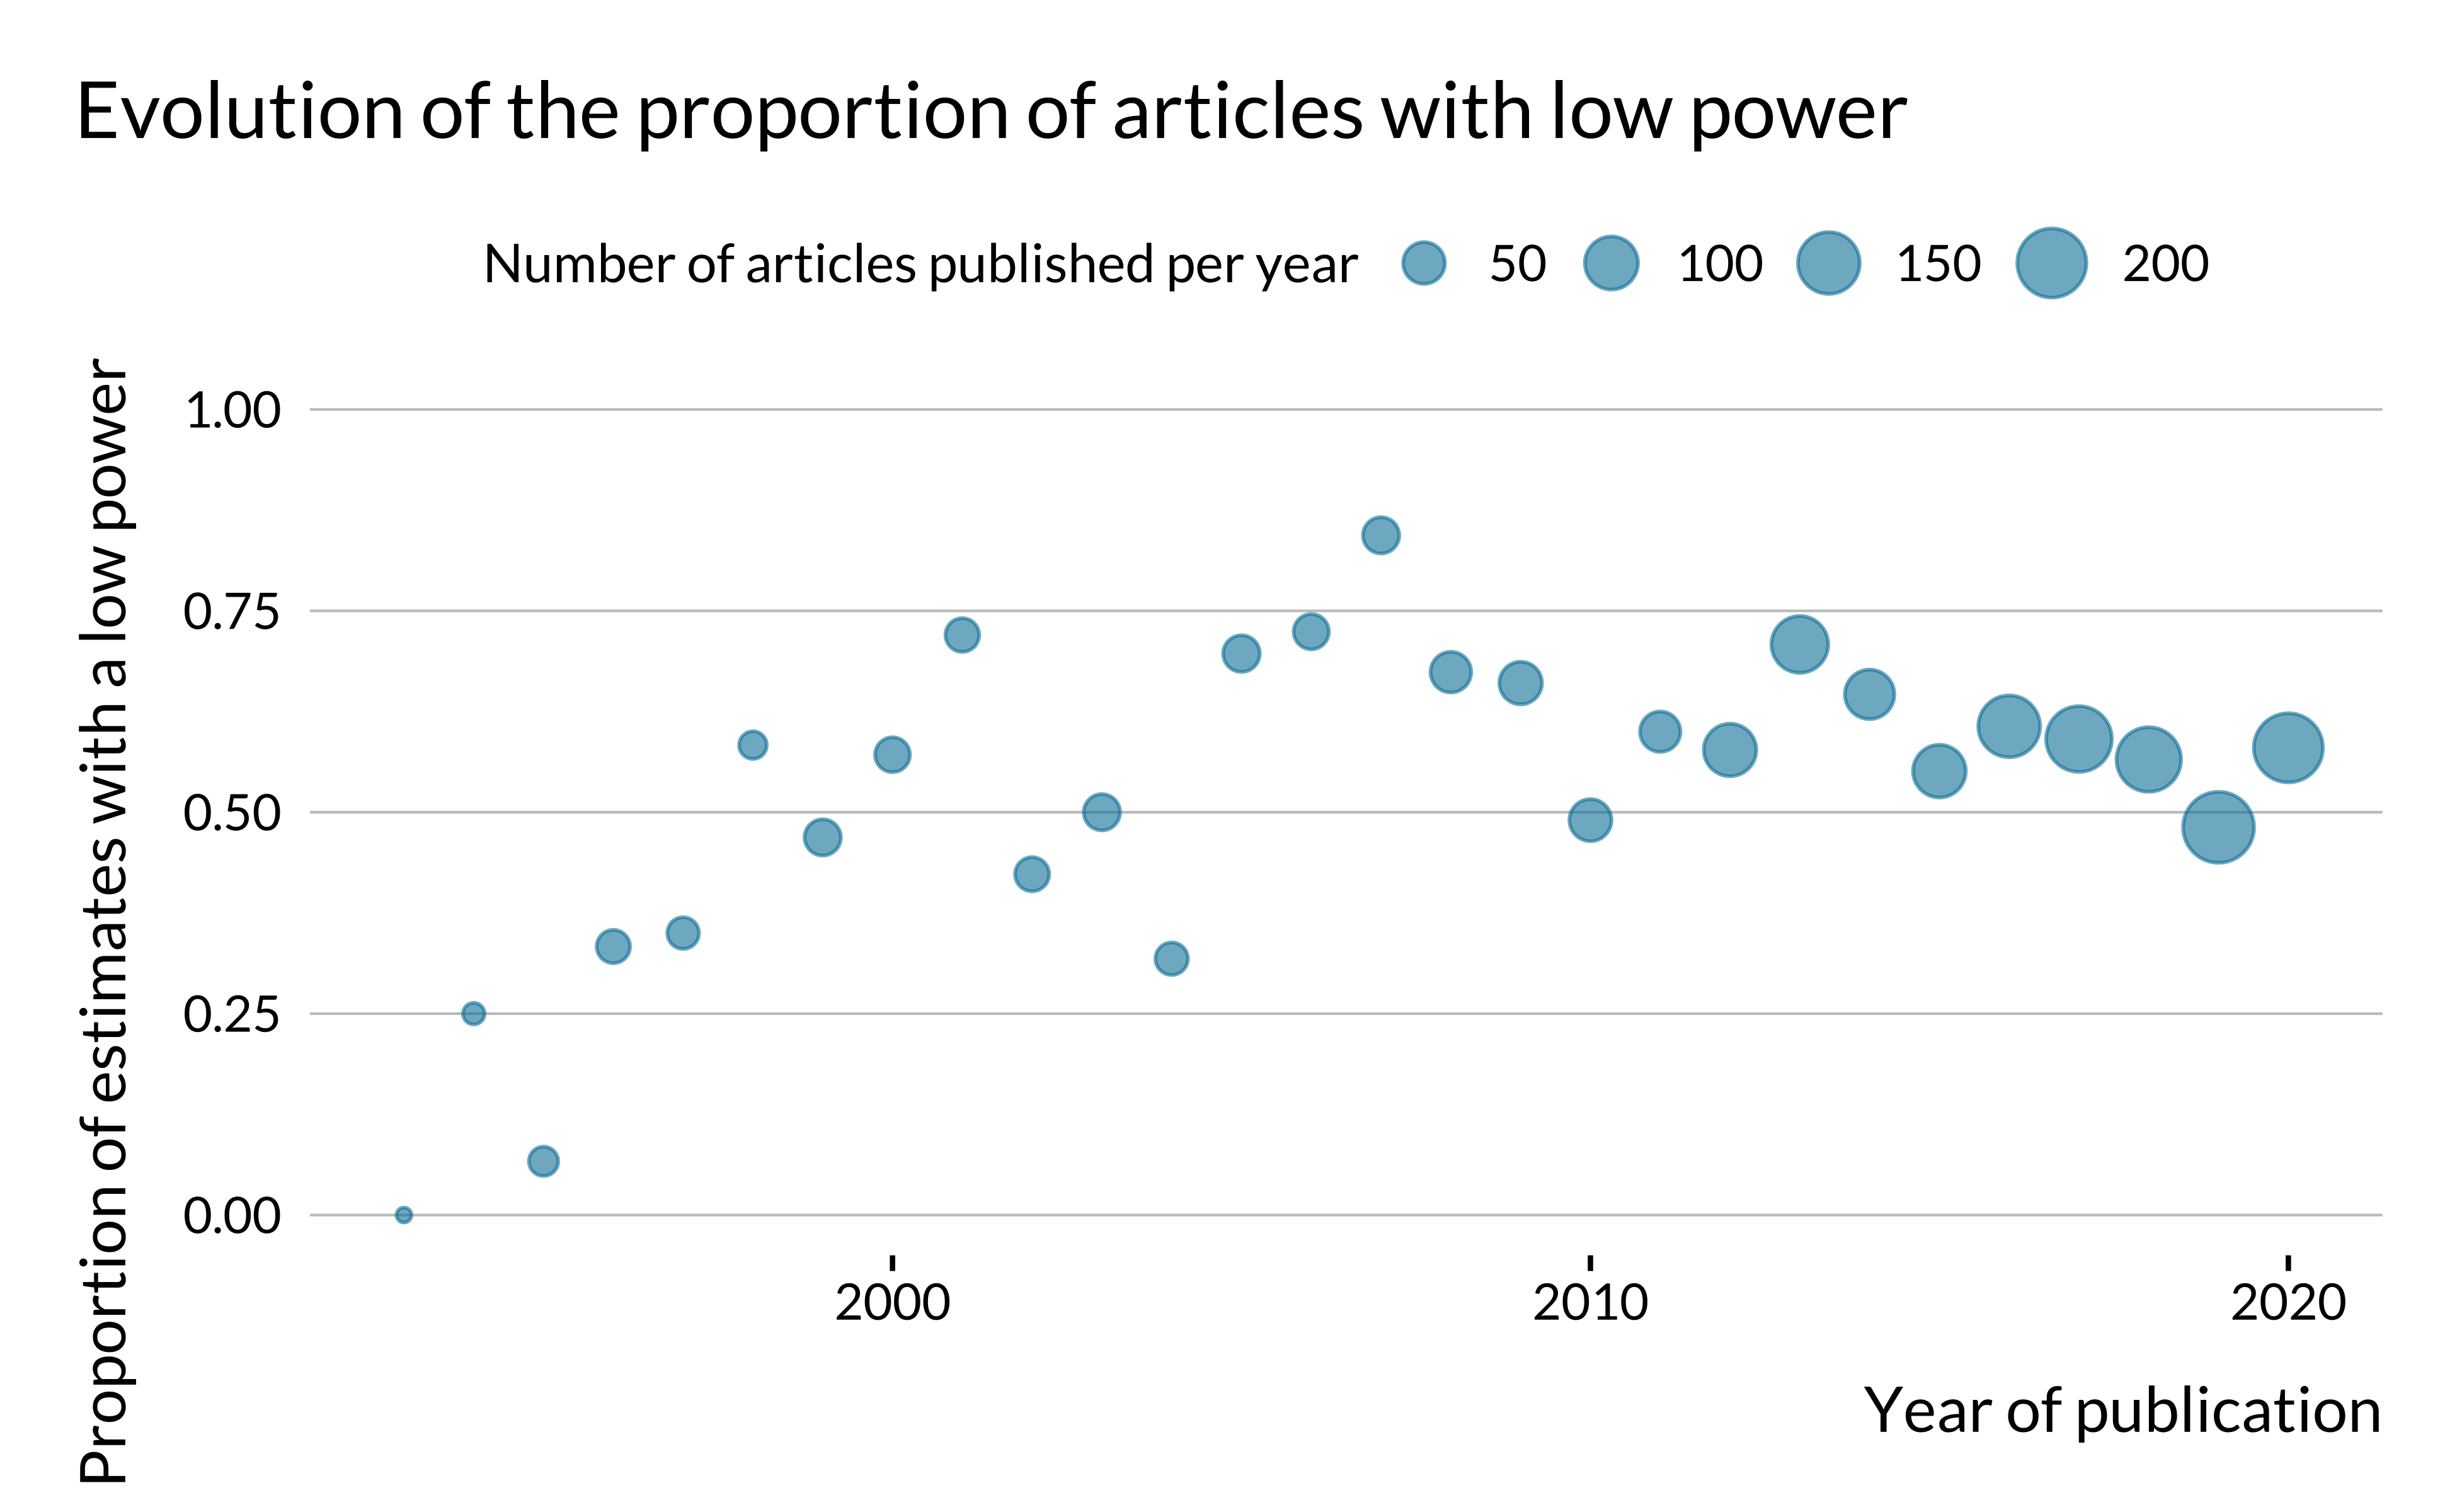 Evolution of the proportion of articles with low power
Number of articles published per year 50 100 150 200
Proportion of estimates with a low power
1.00
0.75
0.50
0.25
0.00
2000 2010 2020
Year of publication